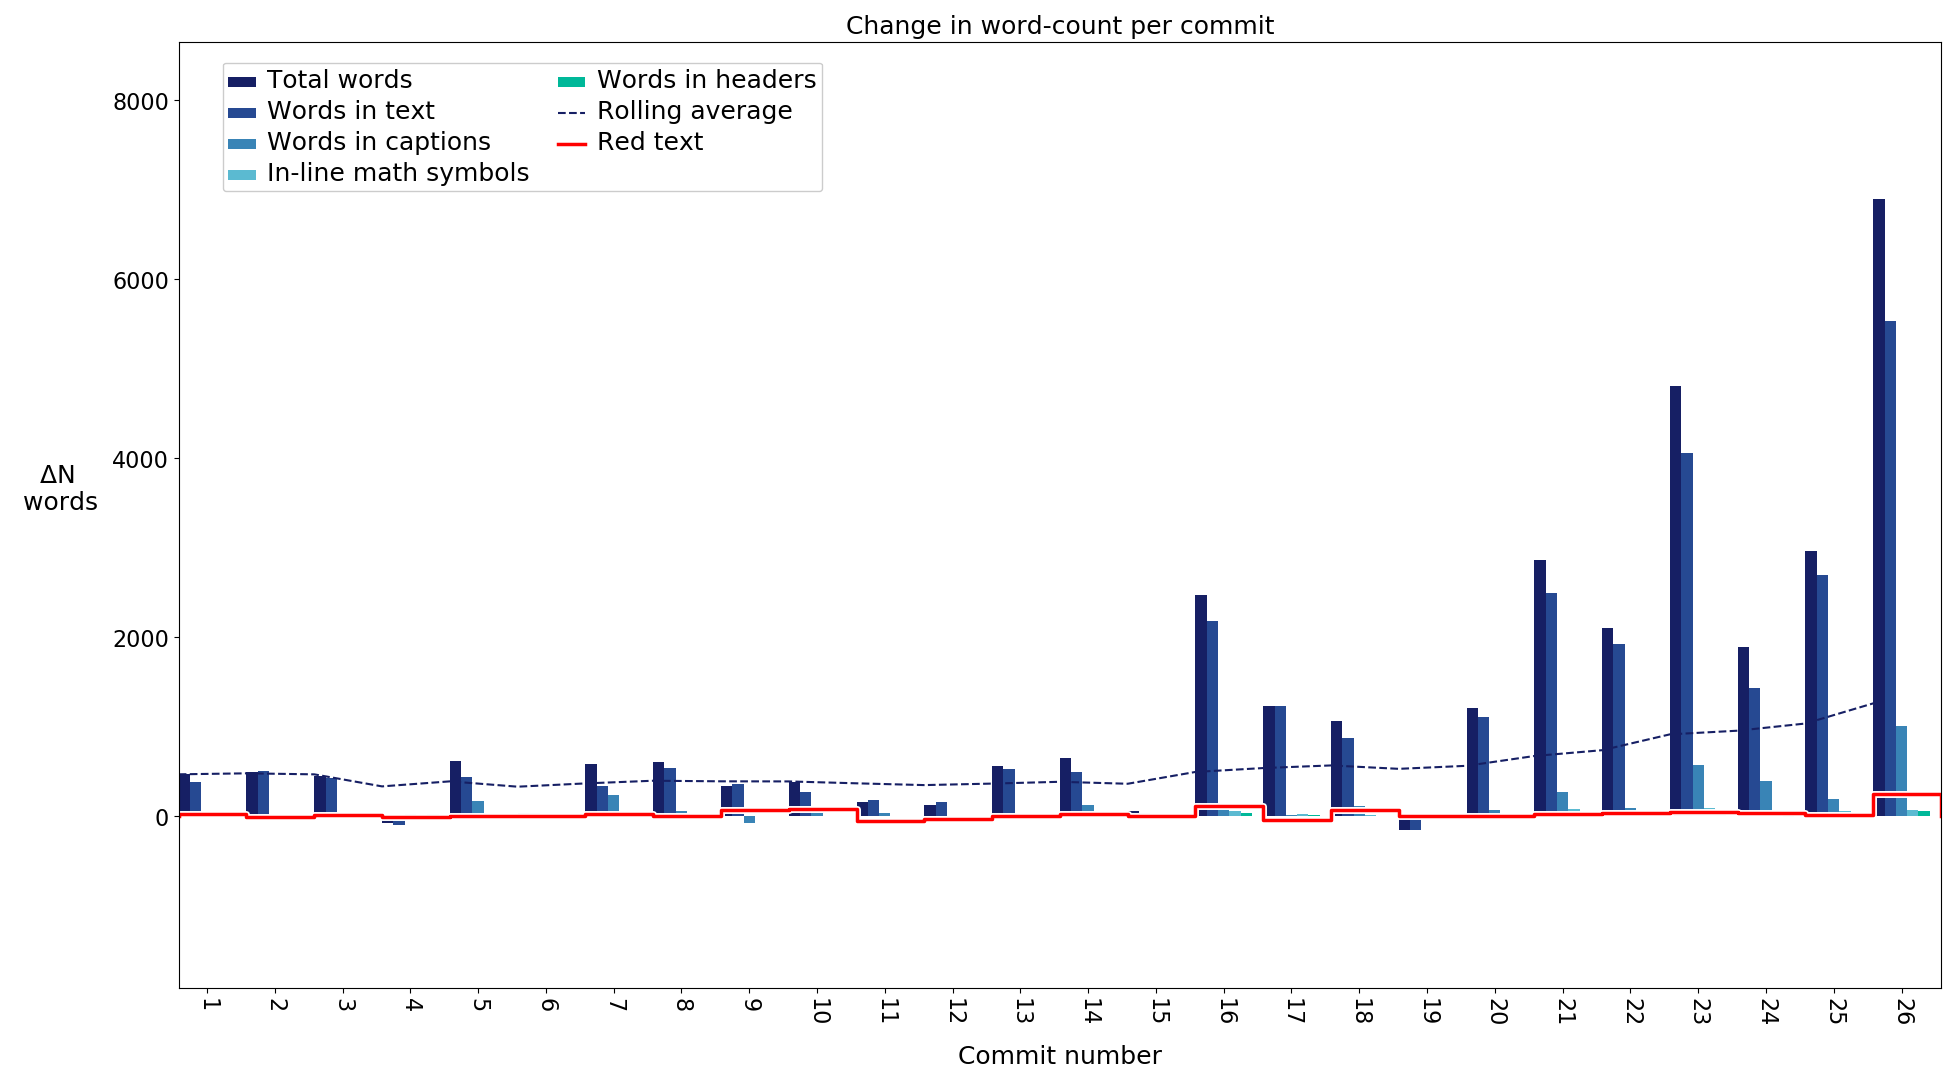 Change in word-count per commit
Total words
Words in text
Words in captions
In-line math symbols
Words in headers
Rolling average
Red text
8000
6000
4000
2000
0
ΔN
words
1
2
3
4
5
6
7
8
9
10
11
12
13
14
15
16
17
18
19
20
21
22
23
24
25
26
Commit number